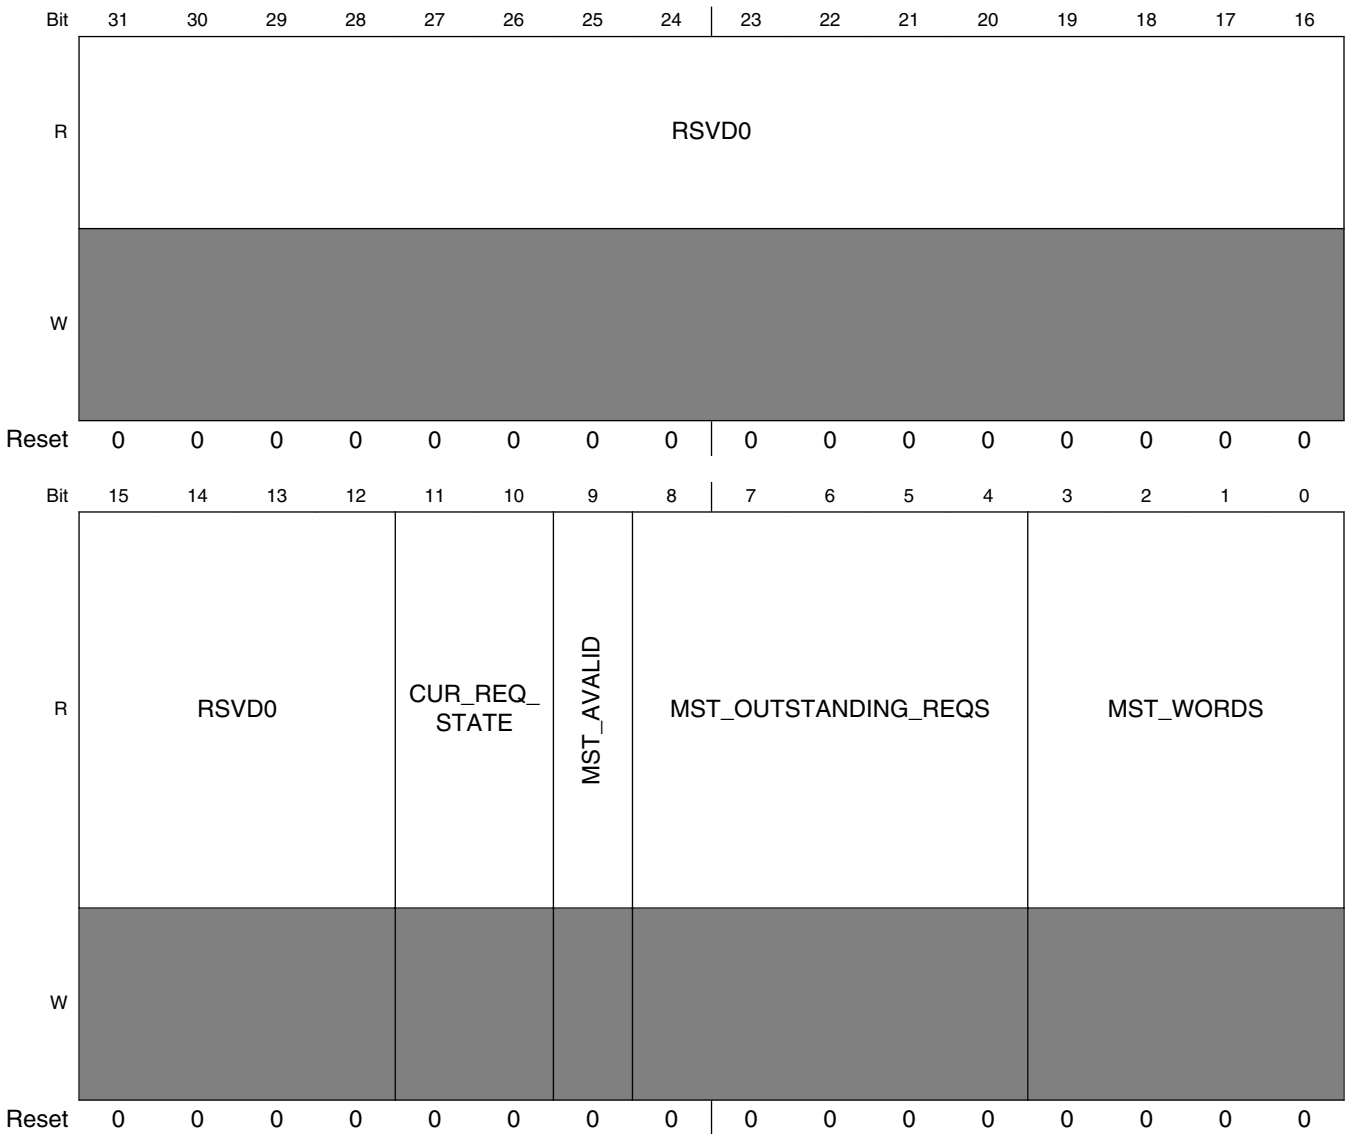 Bit 31 30 29 28 27 26 25 24 23 22 21 20 19 18 17 16
R RSVD0
W
Reset 0 0 0 0 0 0 0 0 0 0 0 0 0 0 0 0
Bit 15 14 13 12 11 10 9 8 7 6 5 4 3 2 1 0
R RSVD0 CUR_REQ_ MST_AVALID MST_OUTSTANDING_REQS MST_WORDS
STATE
W
Reset 0 0 0 0 0 0 0 0 0 0 0 0 0 0 0 0